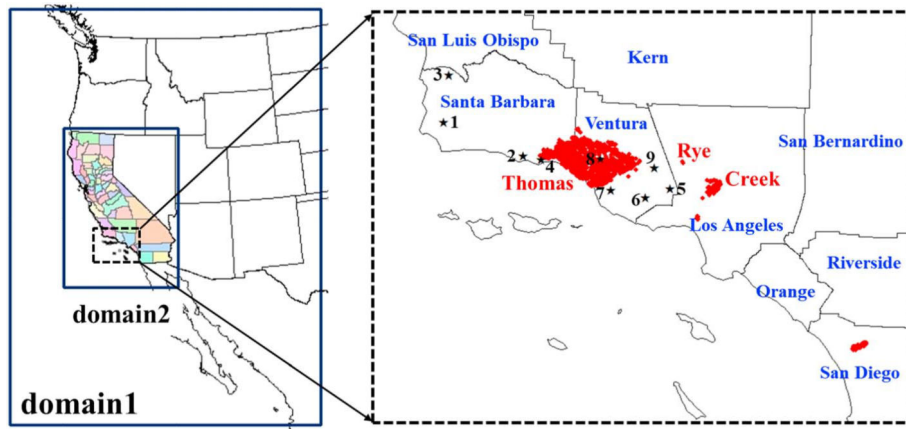 San Luis Obispo
Kern
3★
Santa Barbara
★1
Ventura
San Bernardino
2★
★4
8★
9★
Rye
Thomas
Creek
7★
6★
★5
Los Angeles
Riverside
Orange
San Diego
domain2
domain1